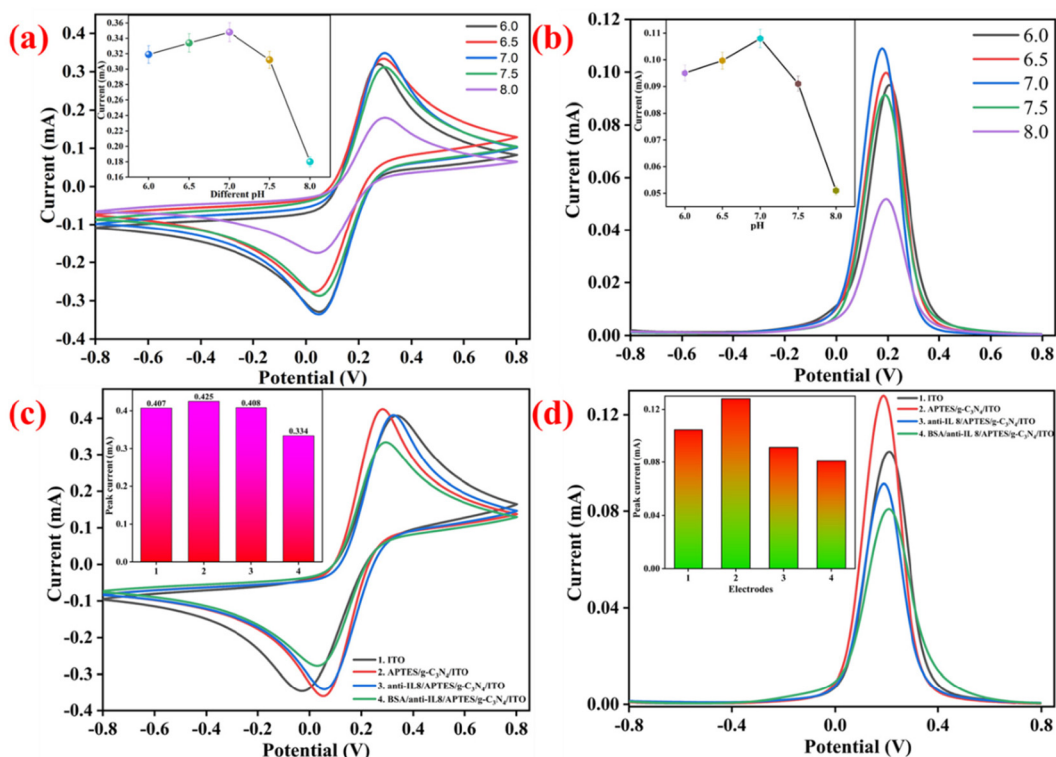 (a)
Current (mA)
0.36
0.34
0.32
0.30
0.28
0.26
0.24
0.22
0.20
0.18
0.16
6.0 6.5 7.0 7.5 8.0
Different pH
6.0
6.5
7.0
7.5
8.0
Current (mA)
0.4
0.3
0.2
0.1
0.0
-0.1
-0.2
-0.3
-0.4
-0.8 -0.6 -0.4 -0.2 0.0 0.2 0.4 0.6 0.8
Potential (V)
(b)
Current (mA)
0.11
0.10
0.09
0.08
0.07
0.06
0.05
6.0 6.5 7.0 7.5 8.0
pH
6.0
6.5
7.0
7.5
8.0
Current (mA)
0.12
0.10
0.08
0.06
0.04
0.02
0.00
-0.8 -0.4 0.0 0.4 0.8
Potential (V)
(c)
Peak current (mA)
0.4
0.3
0.2
0.1
0.0
0.407 0.425 0.408 0.334
1 2 3 4
1. ITO
2. APTES/g-C₃N₄/ITO
3. anti-IL8/APTES/g-C₃N₄/ITO
4. BSA/anti-IL8/APTES/g-C₃N₄/ITO
Current (mA)
0.4
0.3
0.2
0.1
0.0
-0.1
-0.2
-0.3
-0.4
-0.8 -0.6 -0.4 -0.2 0.0 0.2 0.4 0.6 0.8
Potential (V)
(d)
Peak current (mA)
0.12
0.08
0.04
0.00
1 2 3 4
Electrodes
1. ITO
2. APTES/g-C₃N₄/ITO
3. anti-IL 8/APTES/g-C₃N₄/ITO
4. BSA/anti-IL 8/APTES/g-C₃N₄/ITO
Current (mA)
0.12
0.08
0.04
0.00
-0.8 -0.4 0.0 0.4 0.8
Potential (V)